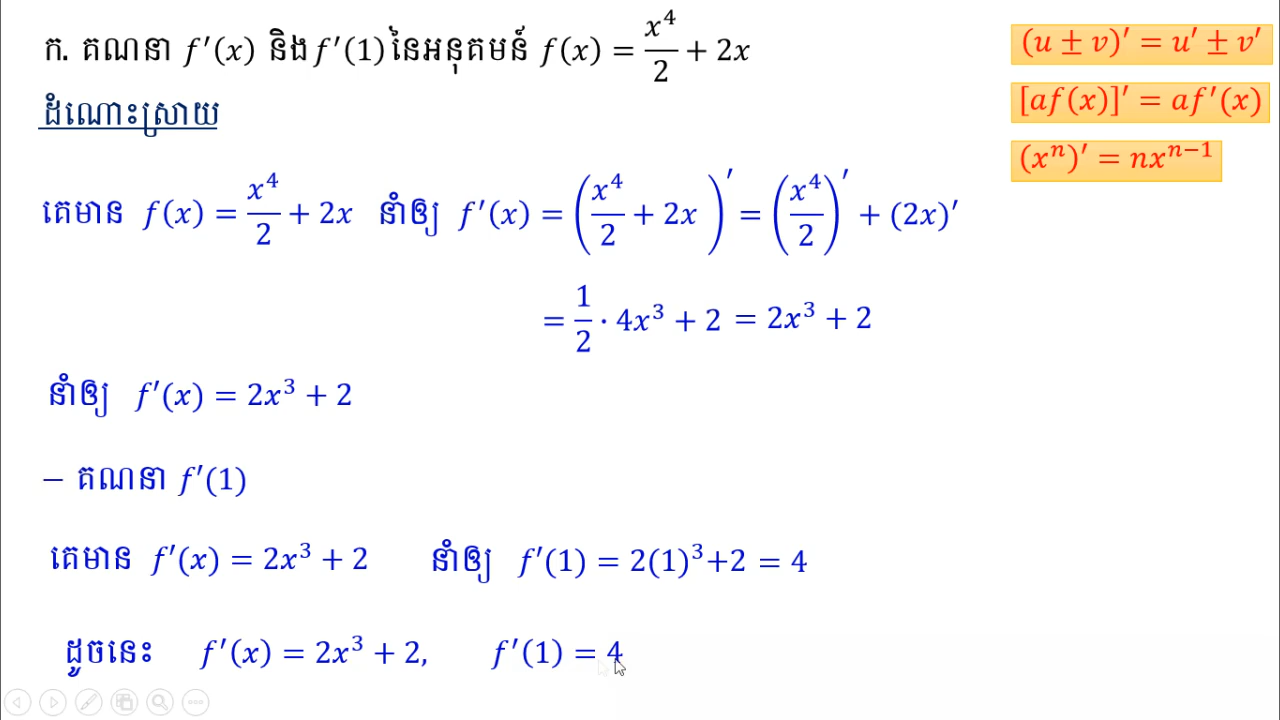 ក. គណនា f′(x) និង f′(1) នៃអនុគមន៍ f(x) = x⁴/2 + 2x
(u ± v)′ = u′ ± v′
[af(x)]′ = af′(x)
(xⁿ)′ = nxⁿ⁻¹
ដំណោះស្រាយ
គេមាន f(x) = x⁴/2 + 2x នាំឲ្យ f′(x) = (x⁴/2 + 2x)′ = (x⁴/2)′ + (2x)′
= 1/2 · 4x³ + 2 = 2x³ + 2
នាំឲ្យ f′(x) = 2x³ + 2
− គណនា f′(1)
គេមាន f′(x) = 2x³ + 2 នាំឲ្យ f′(1) = 2(1)³+2 = 4
ដូចនេះ f′(x) = 2x³ + 2, f′(1) = 4